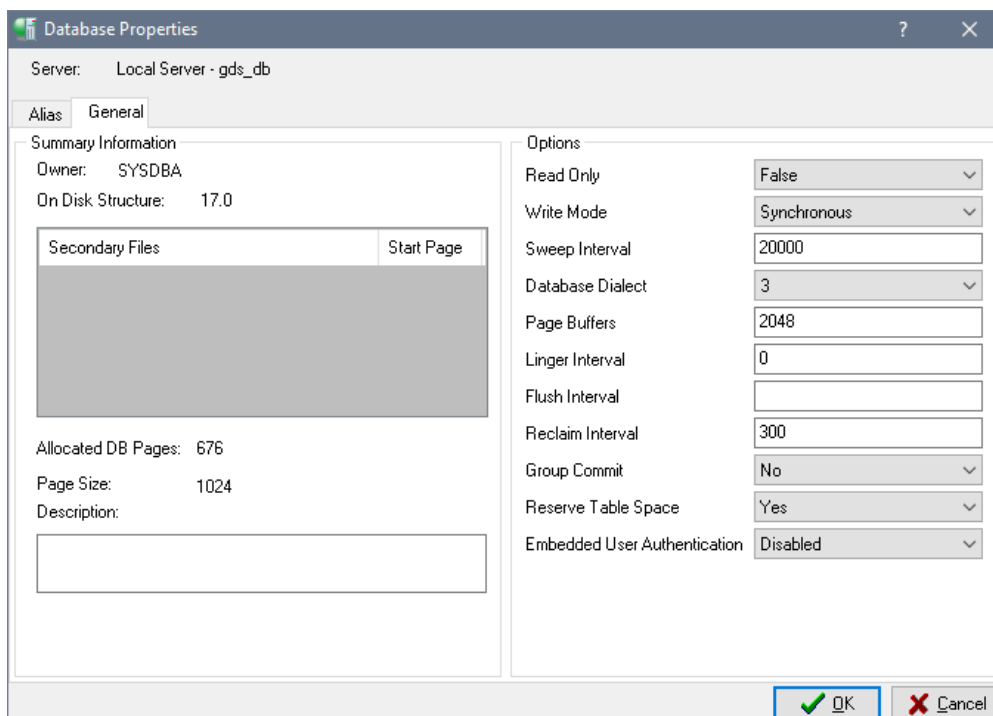 Database Properties
Server: Local Server - gds_db
Alias General
Summary Information
Owner: SYSDBA
On Disk Structure: 17.0
Secondary Files Start Page
Allocated DB Pages: 676
Page Size: 1024
Description:
Options
Read Only False
Write Mode Synchronous
Sweep Interval 20000
Database Dialect 3
Page Buffers 2048
Linger Interval 0
Flush Interval
Reclaim Interval 300
Group Commit No
Reserve Table Space Yes
Embedded User Authentication Disabled
OK Cancel